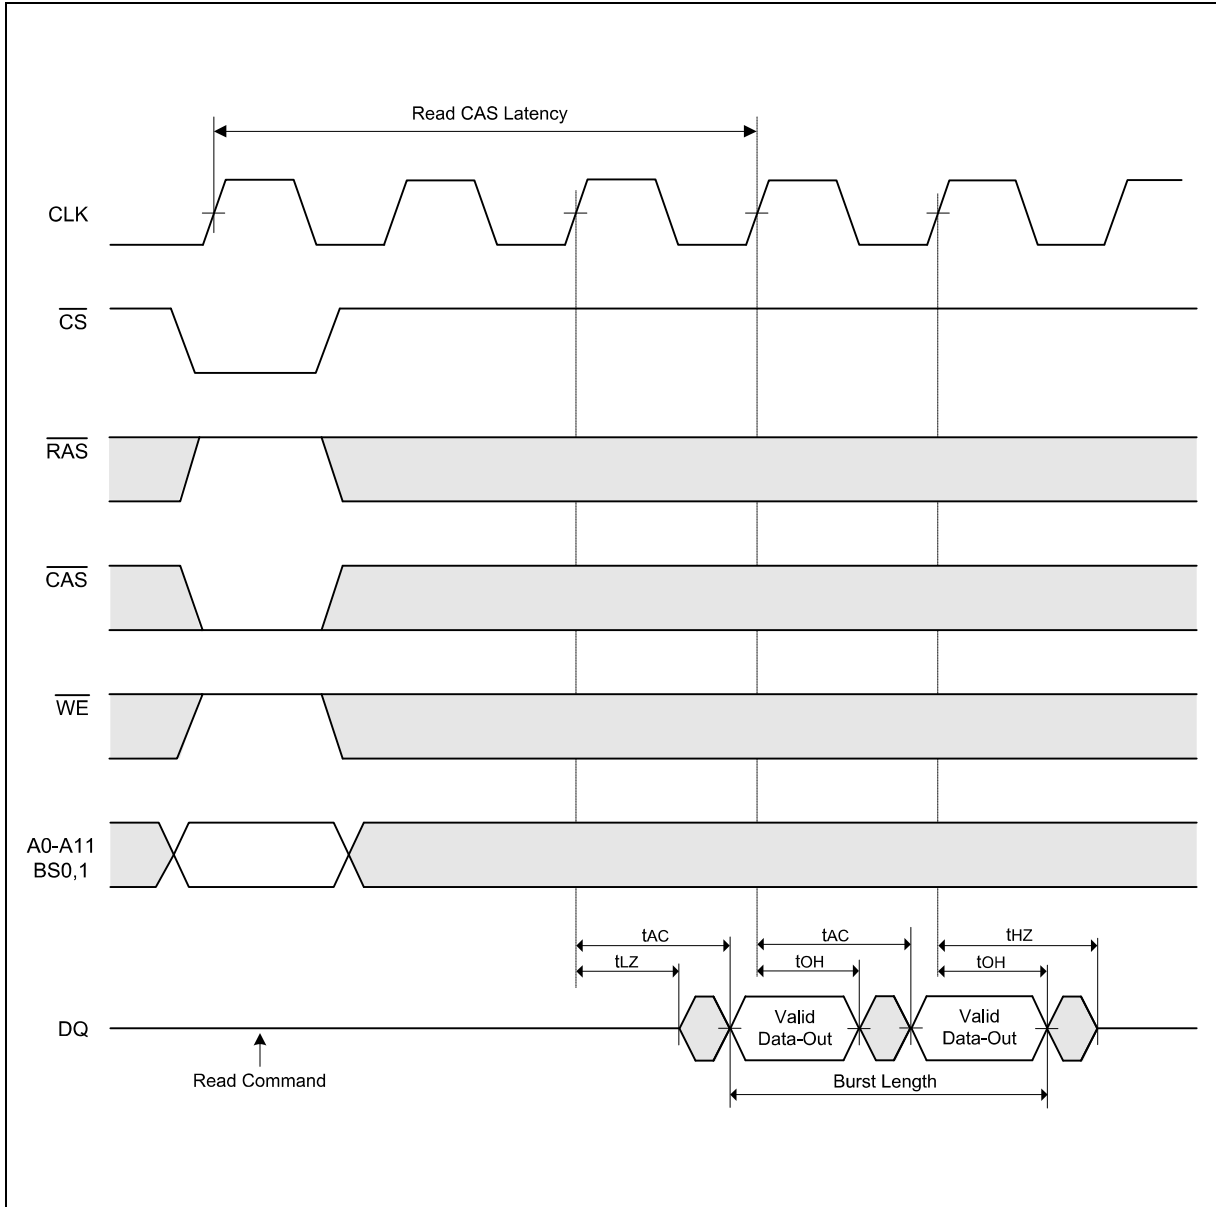 Read CAS Latency
CLK
CS
RAS
CAS
WE
A0-A11
BS0,1
tAC
tAC
tHZ
tLZ
tOH
tOH
DQ
Valid
Data-Out
Valid
Data-Out
Read Command
Burst Length